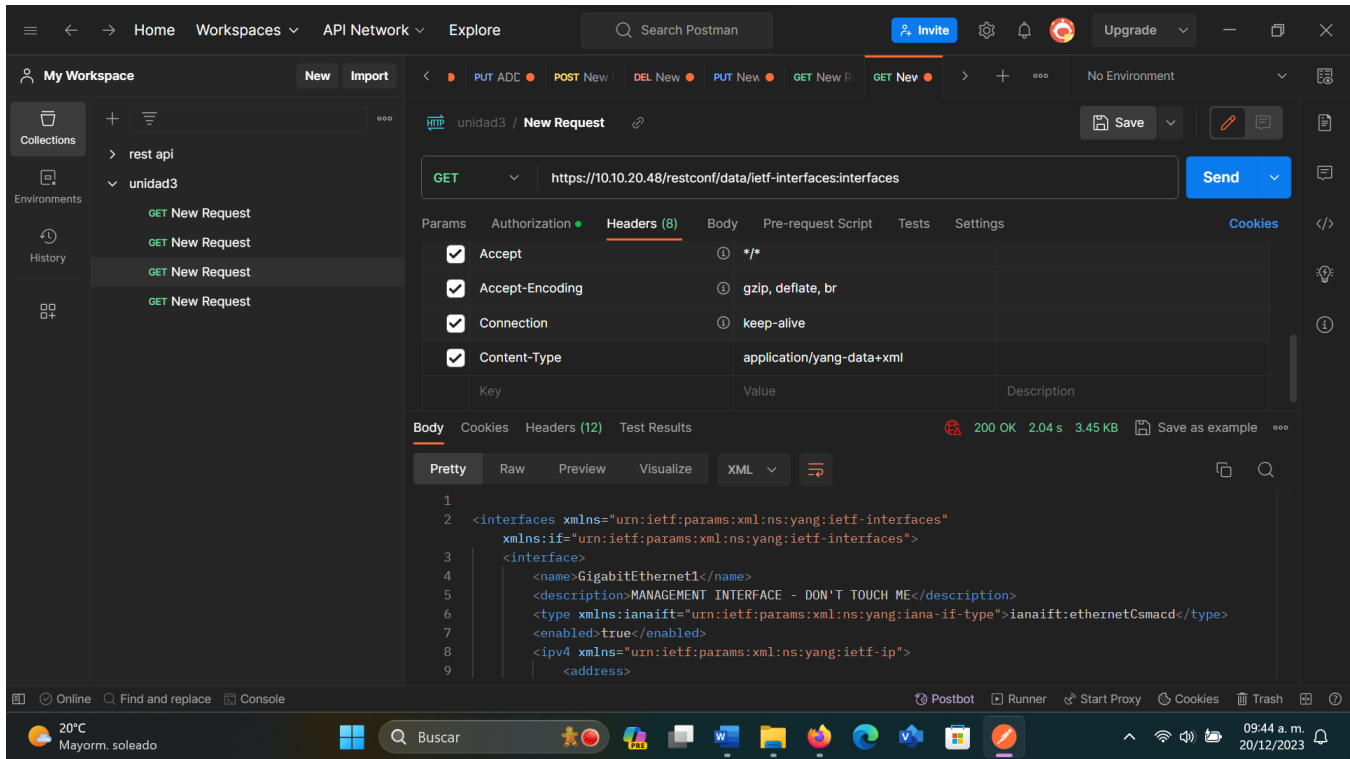 Home Workspaces API Network Explore Search Postman Invite Upgrade
My Workspace New Import PUT ADD POST New DEL New PUT New GET New R GET New No Environment
Collections
Environments
History
rest api
unidad3
GET New Request
GET New Request
GET New Request
GET New Request
HTTP unidad3 / New Request Save
GET https://10.10.20.48/restconf/data/ietf-interfaces:interfaces Send
Params Authorization Headers (8) Body Pre-request Script Tests Settings Cookies
Accept */*
Accept-Encoding gzip, deflate, br
Connection keep-alive
Content-Type application/yang-data+xml
Key Value Description
Body Cookies Headers (12) Test Results 200 OK 2.04 s 3.45 KB Save as example
Pretty Raw Preview Visualize XML
1
2 <interfaces xmlns="urn:ietf:params:xml:ns:yang:ietf-interfaces"
xmlns:if="urn:ietf:params:xml:ns:yang:ietf-interfaces">
3 <interface>
4 <name>GigabitEthernet1</name>
5 <description>MANAGEMENT INTERFACE - DON'T TOUCH ME</description>
6 <type xmlns:ianaift="urn:ietf:params:xml:ns:yang:iana-if-type">ianaift:ethernetCsmacd</type>
7 <enabled>true</enabled>
8 <ipv4 xmlns="urn:ietf:params:xml:ns:yang:ietf-ip">
9 <address>
Online Find and replace Console Postbot Runner Start Proxy Cookies Trash
20°C
Mayorm. soleado
Buscar
PRE
09:44 a. m.
20/12/2023